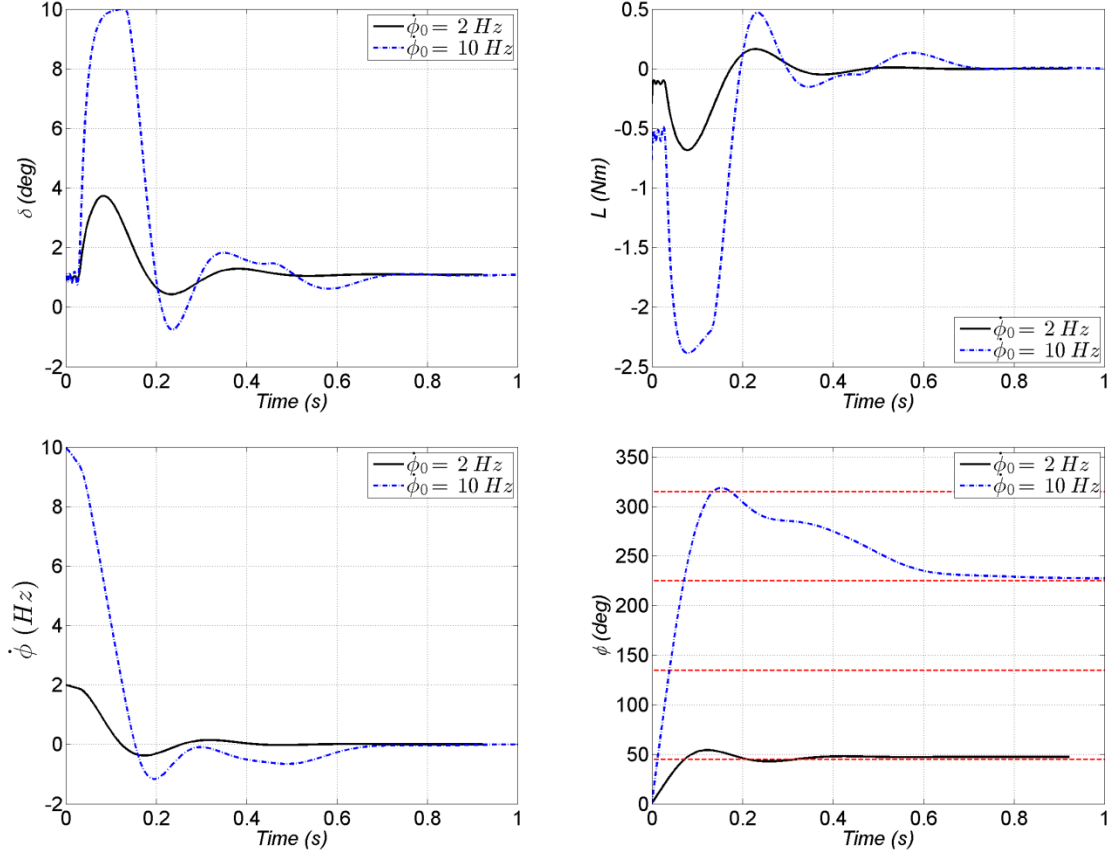 10
8
6
4
2
0
-2
δ (deg)
ϕ̇₀ = 2 Hz
ϕ̇₀ = 10 Hz
0 0.2 0.4 0.6 0.8 1
Time (s)
0.5
0
-0.5
-1
-1.5
-2
-2.5
L (Nm)
ϕ̇₀ = 2 Hz
ϕ̇₀ = 10 Hz
0 0.2 0.4 0.6 0.8 1
Time (s)
10
8
6
4
2
0
-2
ϕ̇ (Hz)
ϕ̇₀ = 2 Hz
ϕ̇₀ = 10 Hz
0 0.2 0.4 0.6 0.8 1
Time (s)
350
300
250
200
150
100
50
0
ϕ (deg)
ϕ̇₀ = 2 Hz
ϕ̇₀ = 10 Hz
0 0.2 0.4 0.6 0.8 1
Time (s)